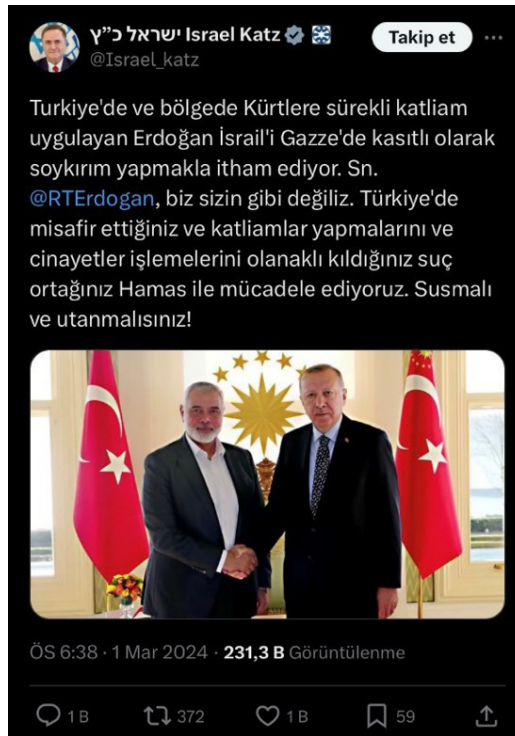 ישראל כ”ץ Israel Katz
Takip et
@Israel_katz
Turkiye'de ve bölgede Kürtlere sürekli katliam
uygulayan Erdoğan İsrail'i Gazze'de kasıtlı olarak
soykırım yapmakla itham ediyor. Sn.
@RTErdogan, biz sizin gibi değiliz. Türkiye'de
misafir ettiğiniz ve katliamlar yapmalarını ve
cinayetler işlemelerini olanaklı kıldığınız suç
ortağınız Hamas ile mücadele ediyoruz. Susmalı
ve utanmalısınız!
ÖS 6:38 · 1 Mar 2024 · 231,3 B Görüntülenme
1 B 372 1 B 59